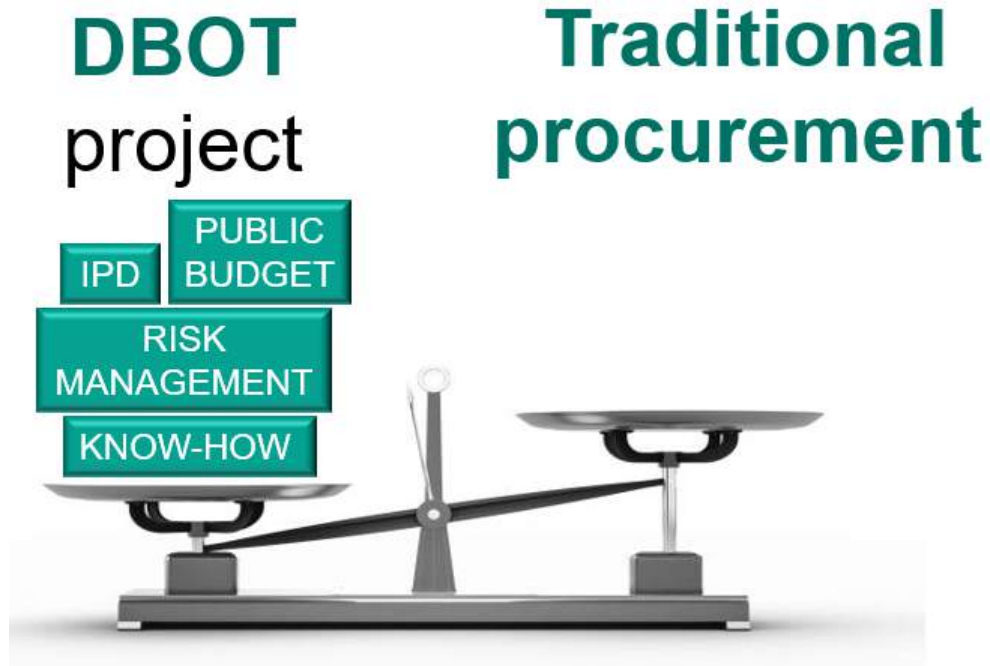 DBOT
project
Traditional
procurement
IPD
PUBLIC
BUDGET
RISK
MANAGEMENT
KNOW-HOW